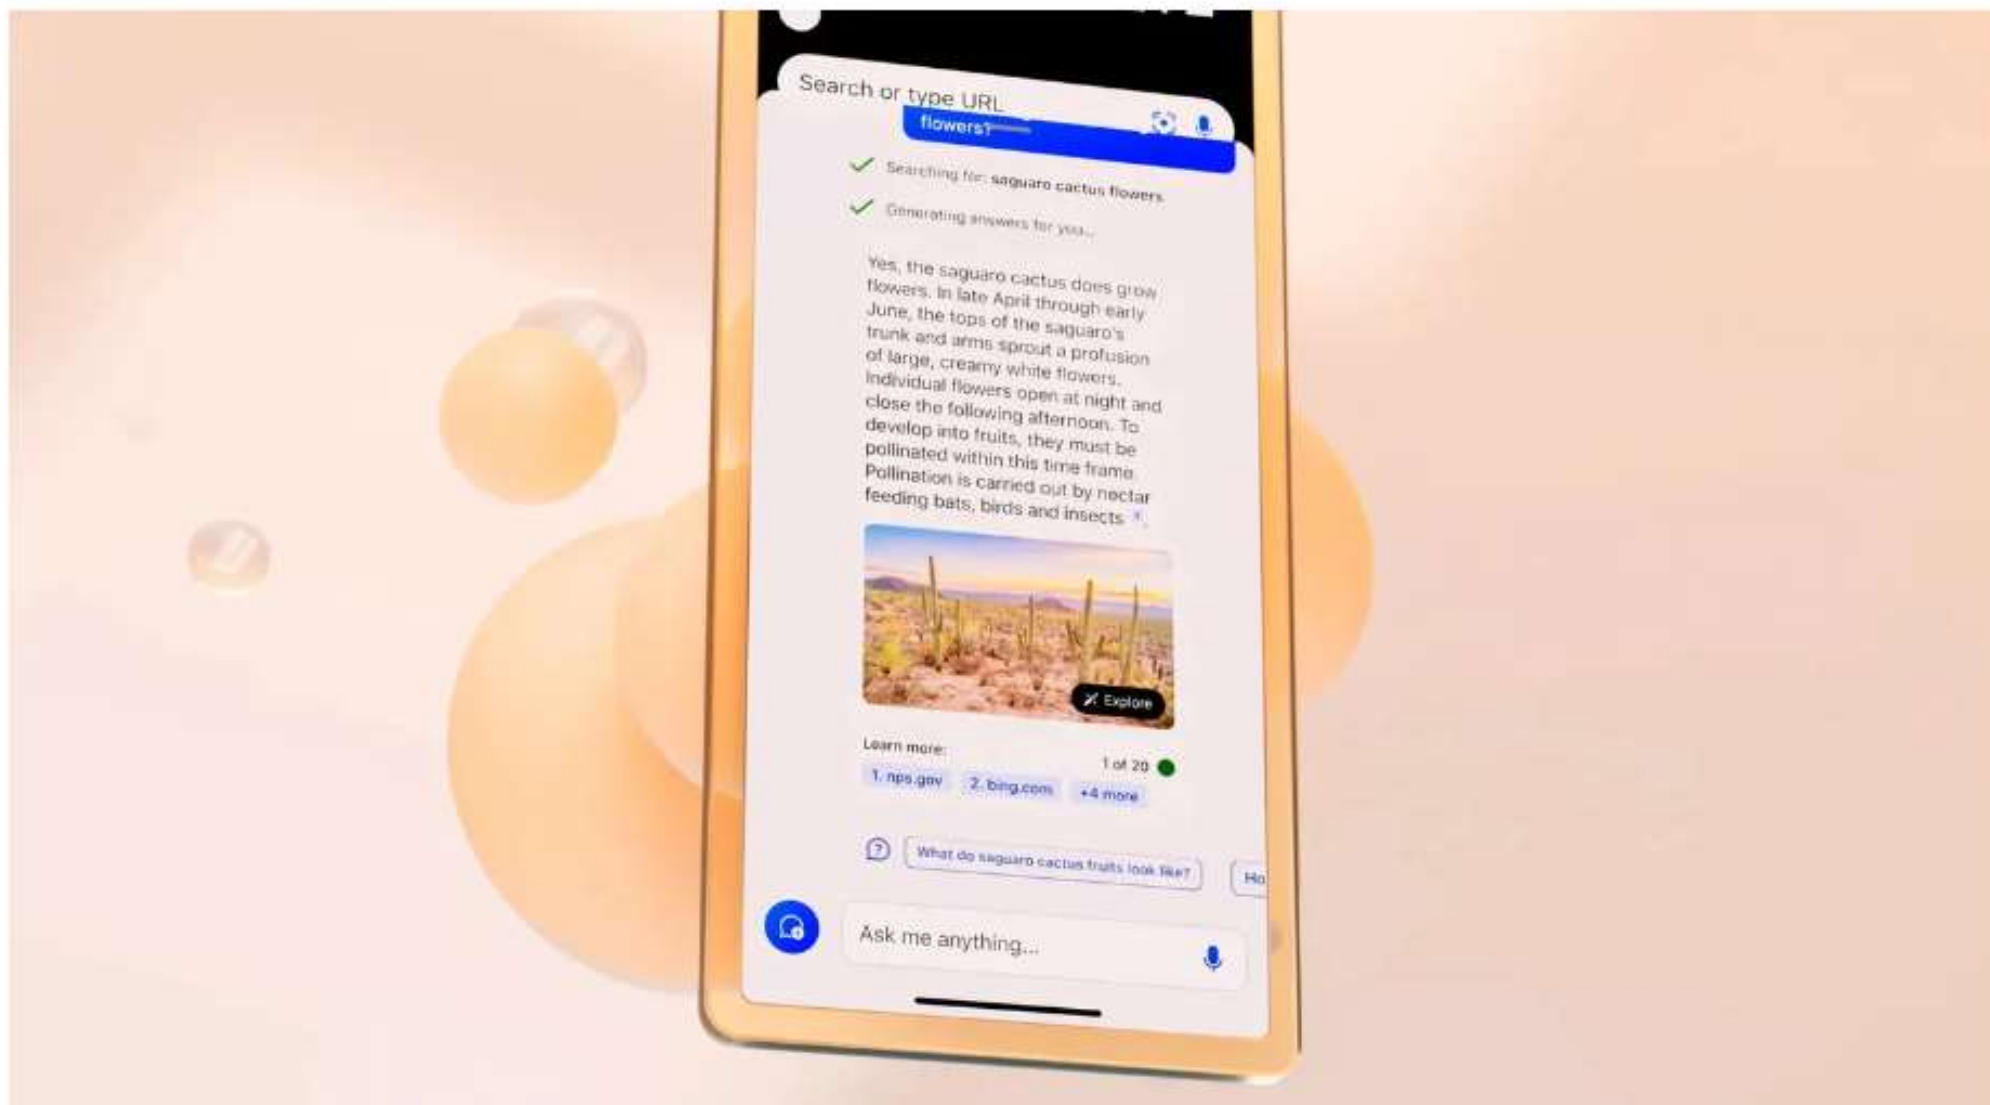 Search or type URL
flowers?
Searching for: saguaro cactus flowers
Generating answers for you...
Yes, the saguaro cactus does grow
flowers. In late April through early
June, the tops of the saguaro's
trunk and arms sprout a profusion
of large, creamy white flowers.
Individual flowers open at night and
close the following afternoon. To
develop into fruits, they must be
pollinated within this time frame.
Pollination is carried out by nectar
feeding bats, birds and insects
Explore
Learn more:
1 of 20
1. nps.gov 2. bing.com +4 more
What do saguaro cactus fruits look like?
Ho
Ask me anything...